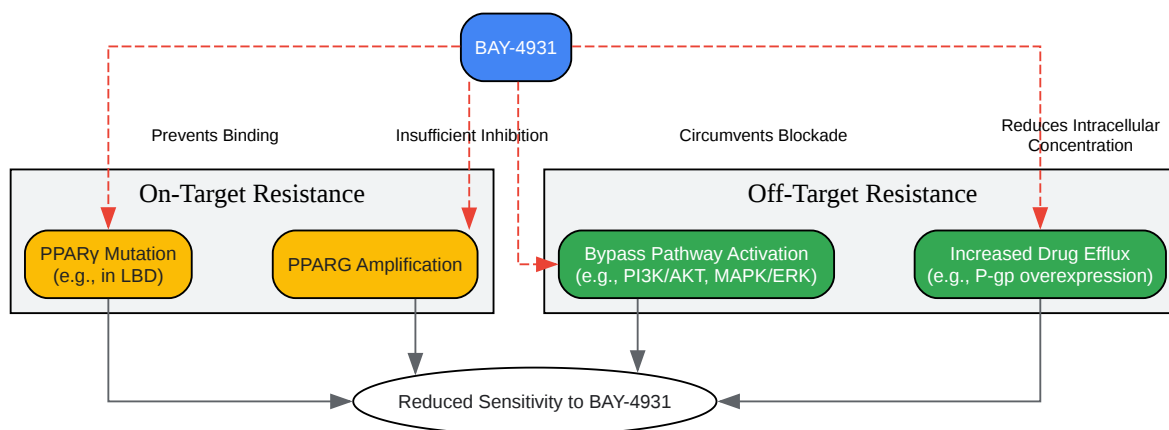 BAY-4931
Prevents Binding
Insufficient Inhibition
Circumvents Blockade
Reduces Intracellular
Concentration
On-Target Resistance
Off-Target Resistance
PPARγ Mutation
(e.g., in LBD)
PPARG Amplification
Bypass Pathway Activation
(e.g., PI3K/AKT, MAPK/ERK)
Increased Drug Efflux
(e.g., P-gp overexpression)
Reduced Sensitivity to BAY-4931